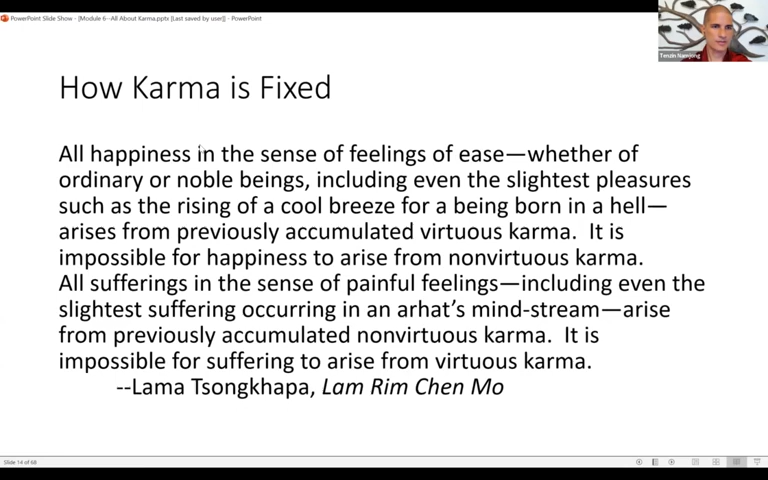 PowerPoint Slide Show - [Module 6--All About Karma.pptx [Last saved by user]] - PowerPoint
Tenzin Namjong
How Karma is Fixed
All happiness in the sense of feelings of ease—whether of
ordinary or noble beings, including even the slightest pleasures
such as the rising of a cool breeze for a being born in a hell—
arises from previously accumulated virtuous karma. It is
impossible for happiness to arise from nonvirtuous karma.
All sufferings in the sense of painful feelings—including even the
slightest suffering occurring in an arhat's mind-stream—arise
from previously accumulated nonvirtuous karma. It is
impossible for suffering to arise from virtuous karma.
--Lama Tsongkhapa, Lam Rim Chen Mo
Slide 14 of 68